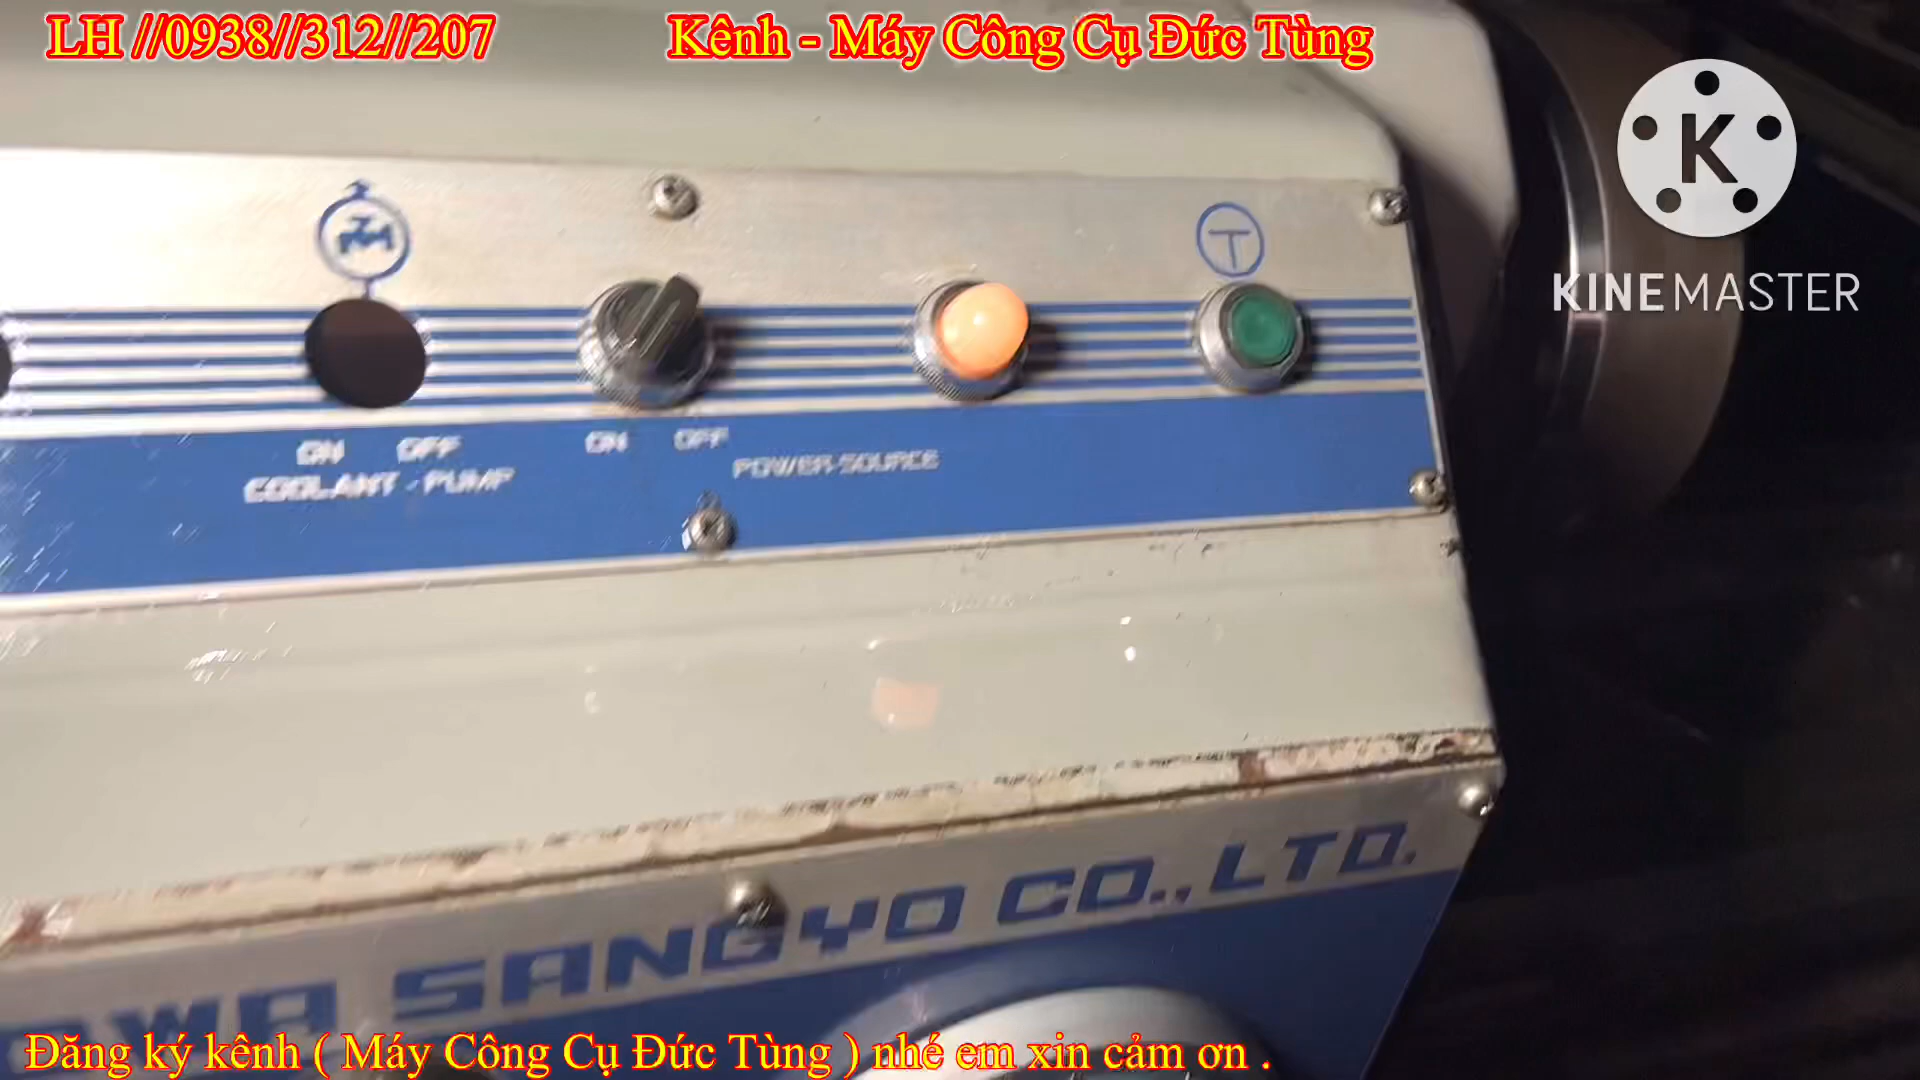 LH //0938//312//207
Kênh - Máy Công Cụ Đức Tùng
K
KINEMASTER
T
ON OFF
COOLANT - PUMP
ON OFF
POWER SOURCE
SANGYO CO., LTD.
Đăng ký kênh ( Máy Công Cụ Đức Tùng ) nhé em xin cảm ơn .